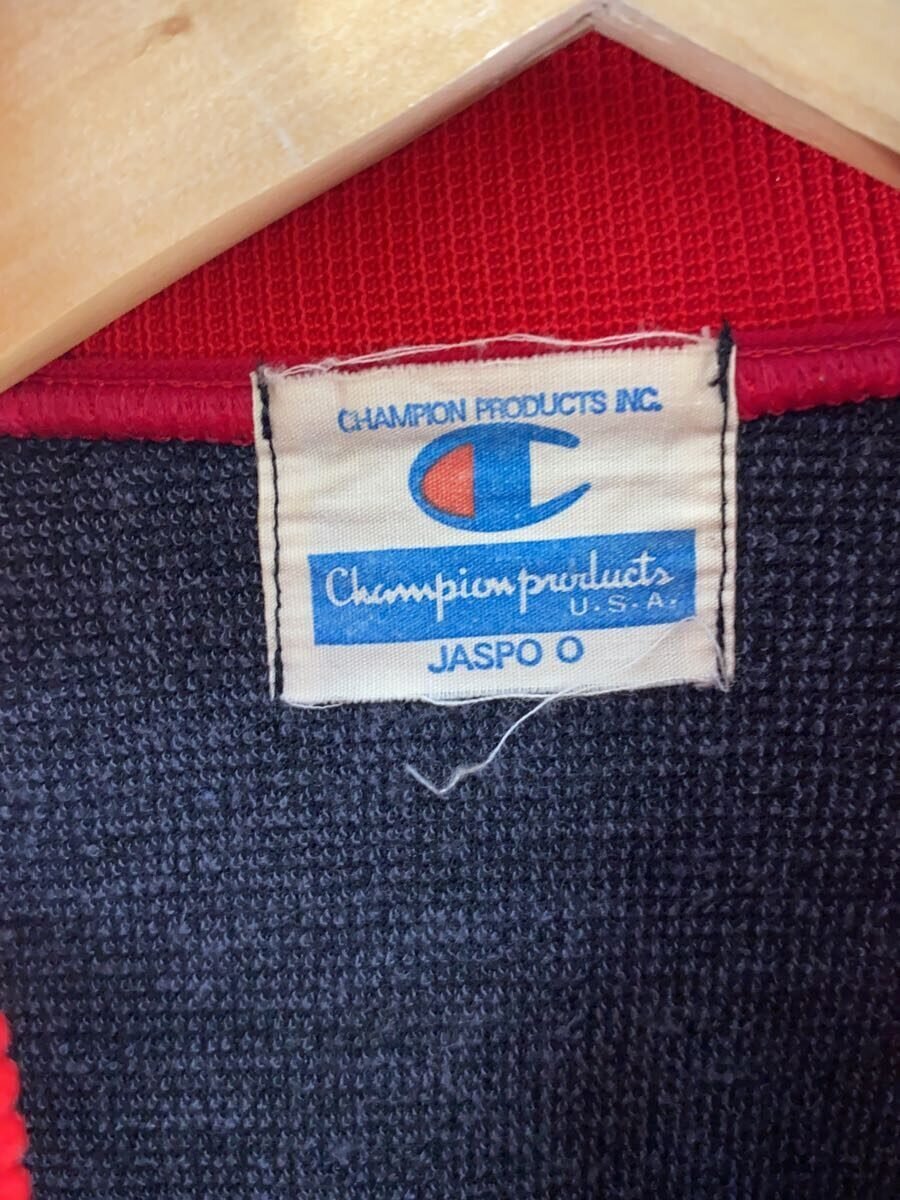 CHAMPION PRODUCTS INC.
Champion products
U.S.A.
JASPO O